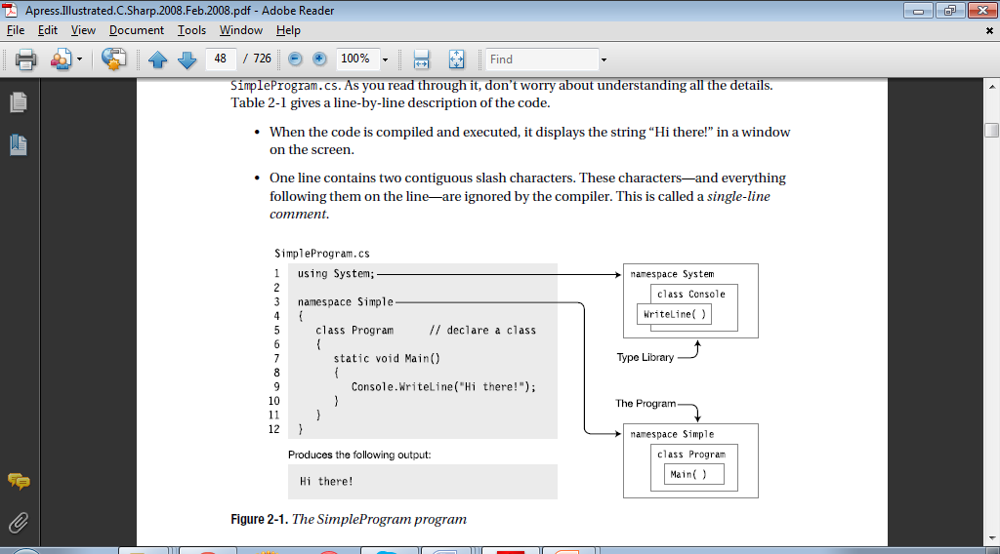 Apress.Illustrated.C.Sharp.2008.Feb.2008.pdf - Adobe Reader
File Edit View Document Tools Window Help
48 / 726 100% Find
SimpleProgram.cs. As you read through it, don't worry about understanding all the details.
Table 2-1 gives a line-by-line description of the code.
• When the code is compiled and executed, it displays the string “Hi there!” in a window
on the screen.
• One line contains two contiguous slash characters. These characters—and everything
following them on the line—are ignored by the compiler. This is called a single-line
comment.
SimpleProgram.cs
1 using System;
2
3 namespace Simple
4 {
5 class Program // declare a class
6 {
7 static void Main()
8 {
9 Console.WriteLine("Hi there!");
10 }
11 }
12 }
namespace System
class Console
WriteLine( )
Type Library
The Program
namespace Simple
class Program
Main( )
Produces the following output:
Hi there!
Figure 2-1. The SimpleProgram program